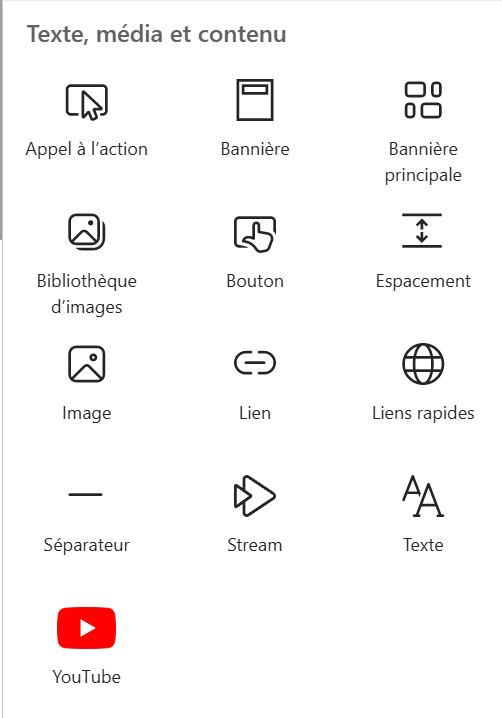 Texte, média et contenu
Appel à l’action
Bannière
Bannière
principale
Bibliothèque
d’images
Bouton
Espacement
Image
Lien
Liens rapides
Séparateur
Stream
Texte
YouTube